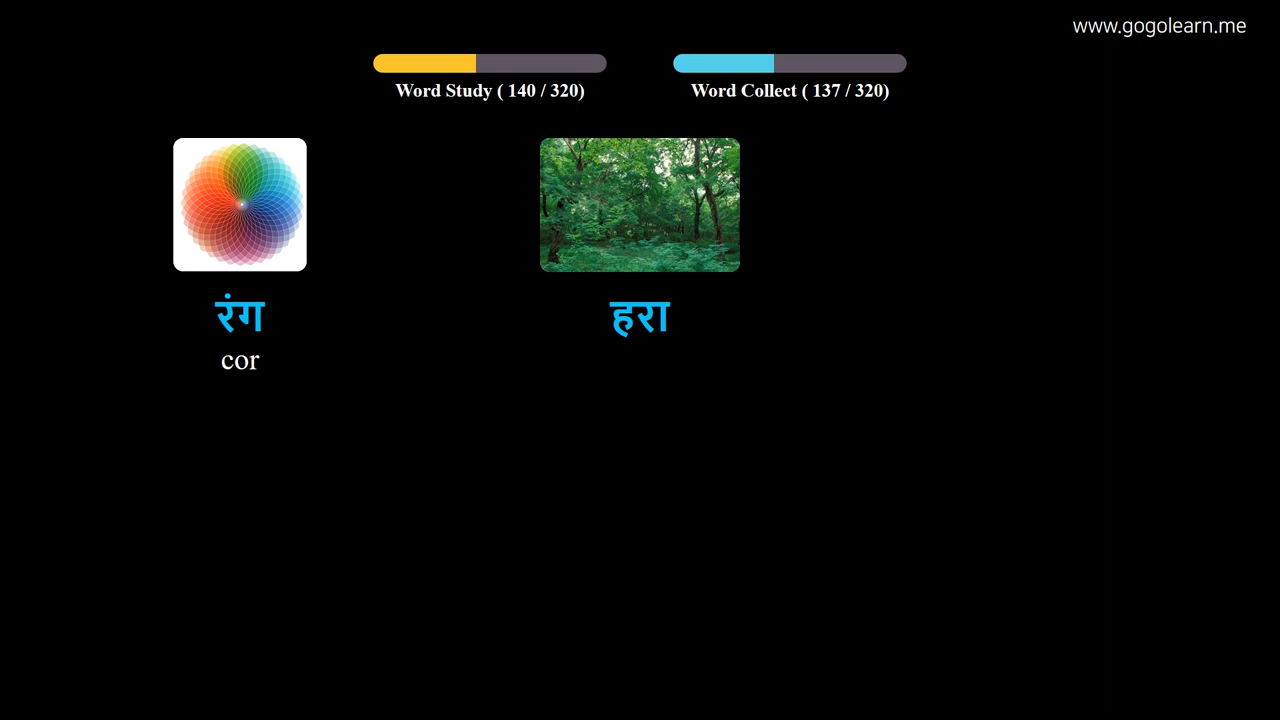 www.gogolearn.me
Word Study ( 140 / 320)
Word Collect ( 137 / 320)
रंग
हरा
cor